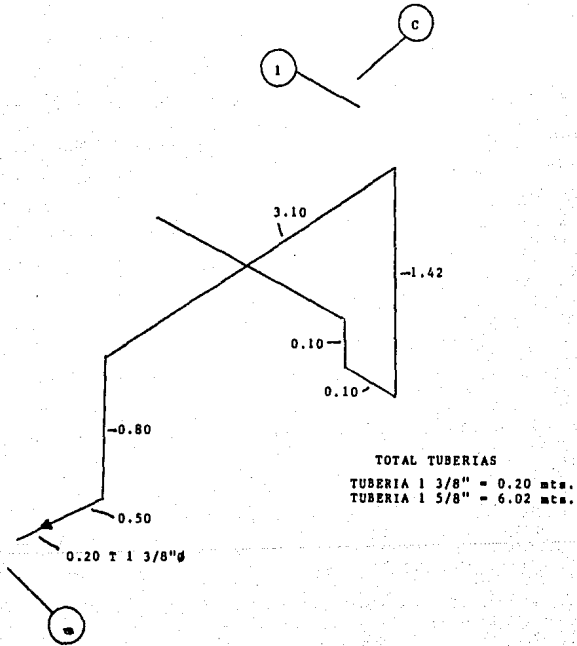 C
1
3.10
1.42
0.10
0.10
0.80
0.50
0.20 T 1 3/8"ø
TOTAL TUBERIAS
TUBERIA 1 3/8" = 0.20 mts.
TUBERIA 1 5/8" = 6.02 mts.